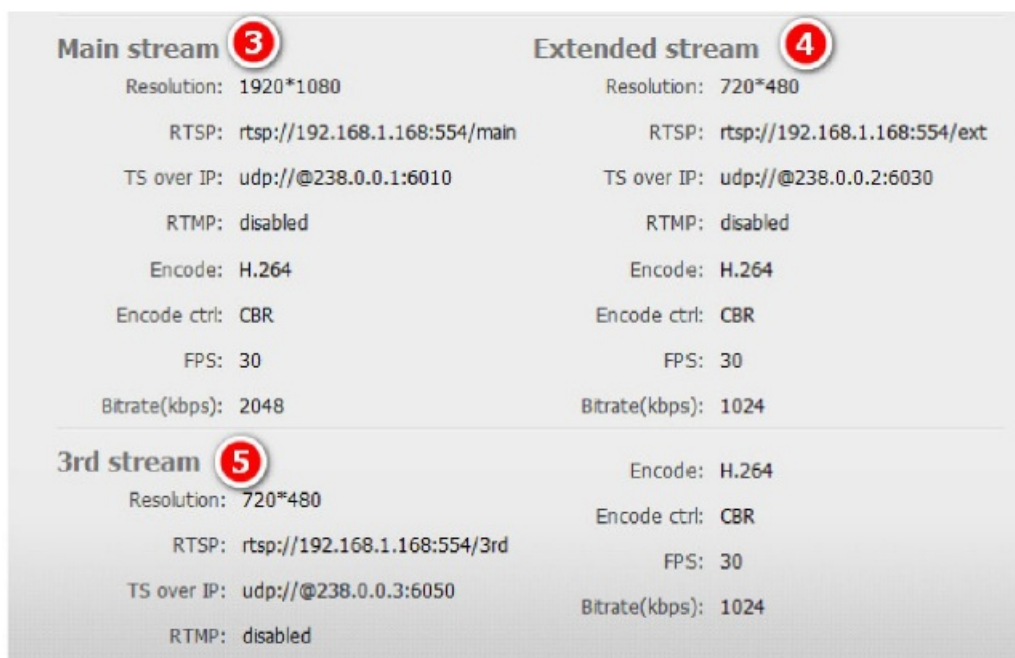 Main stream 3
Resolution: 1920*1080
RTSP: rtsp://192.168.1.168:554/main
TS over IP: udp://@238.0.0.1:6010
RTMP: disabled
Encode: H.264
Encode ctrl: CBR
FPS: 30
Bitrate(kbps): 2048
Extended stream 4
Resolution: 720*480
RTSP: rtsp://192.168.1.168:554/ext
TS over IP: udp://@238.0.0.2:6030
RTMP: disabled
Encode: H.264
Encode ctrl: CBR
FPS: 30
Bitrate(kbps): 1024
3rd stream 5
Resolution: 720*480
RTSP: rtsp://192.168.1.168:554/3rd
TS over IP: udp://@238.0.0.3:6050
RTMP: disabled
Encode: H.264
Encode ctrl: CBR
FPS: 30
Bitrate(kbps): 1024